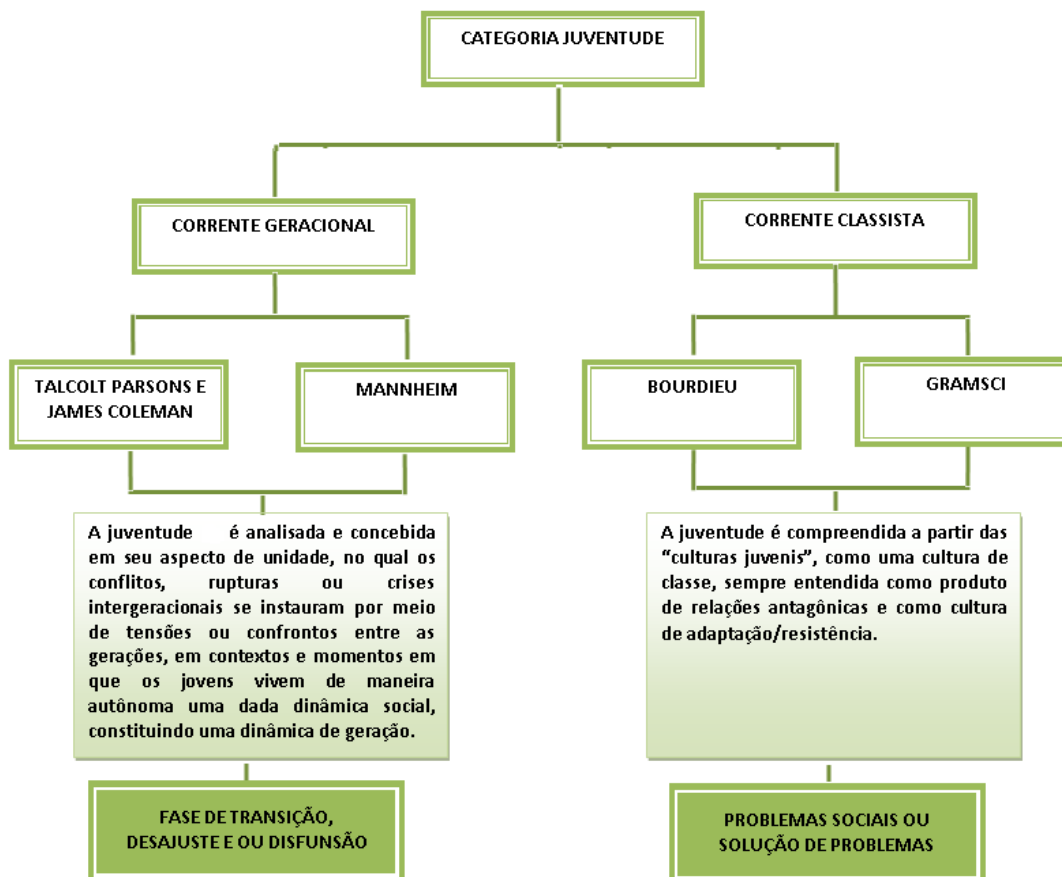 CATEGORIA JUVENTUDE
CORRENTE GERACIONAL
CORRENTE CLASSISTA
TALCOLT PARSONS E
JAMES COLEMAN
MANNHEIM
BOURDIEU
GRAMSCI
A juventude é analisada e concebida
em seu aspecto de unidade, no qual os
conflitos, rupturas ou crises
intergeracionais se instauram por meio
de tensões ou confrontos entre as
gerações, em contextos e momentos em
que os jovens vivem de maneira
autônoma uma dada dinâmica social,
constituindo uma dinâmica de geração.
A juventude é compreendida a partir das
“culturas juvenis”, como uma cultura de
classe, sempre entendida como produto
de relações antagônicas e como cultura
de adaptação/resistência.
FASE DE TRANSIÇÃO,
DESAJUSTE E OU DISFUNSÃO
PROBLEMAS SOCIAIS OU
SOLUÇÃO DE PROBLEMAS